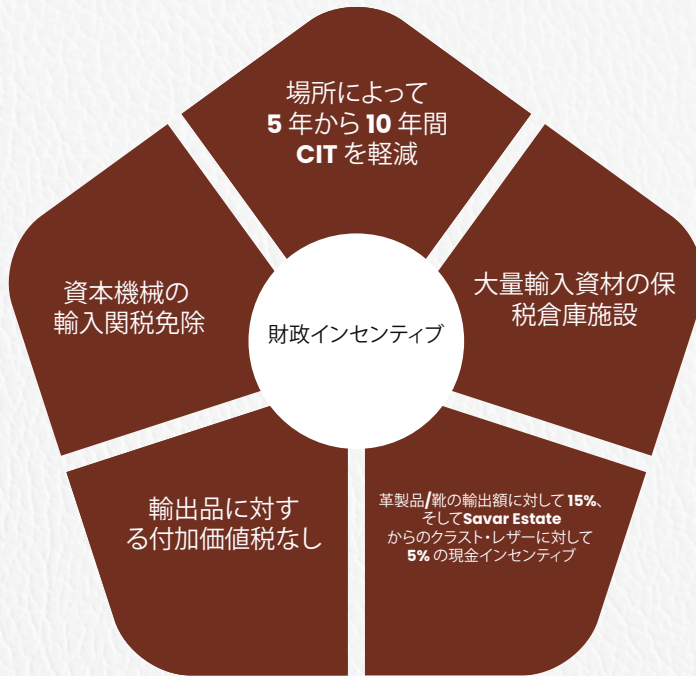 場所によって
5 年から 10 年間
CIT を軽減
大量輸入資材の保
税倉庫施設
資本機械の
輸入関税免除
財政インセンティブ
輸出品に対す
る付加価値税なし
革製品/靴の輸出額に対して 15%、
そしてSavar Estate
からのクラスト・レザーに対して
5% の現金インセンティブ